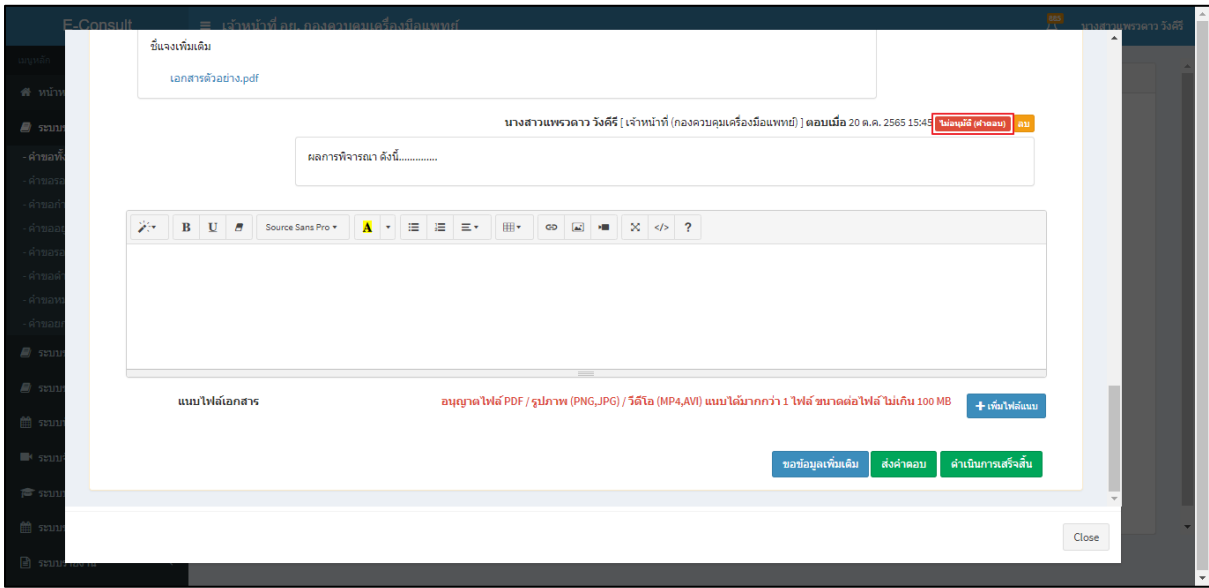 E-Consult
เจ้าหน้าที่ อย. กองควบคุมเครื่องมือแพทย์
565
นางสาวแพรวดาว วังคีรี
เมนูหลัก
ชี้แจงเพิ่มเติม
เอกสารตัวอย่าง.pdf
นางสาวแพรวดาว วังคีรี [ เจ้าหน้าที่ (กองควบคุมเครื่องมือแพทย์) ] ตอบเมื่อ 20 ต.ค. 2565 15:45 ไม่อนุมัติ (คำตอบ) ลบ
ผลการพิจารณา ดังนี้..............
B U Source Sans Pro A </> ?
แนบไฟล์เอกสาร
อนุญาตไฟล์ PDF / รูปภาพ (PNG,JPG) / วีดีโอ (MP4,AVI) แนบได้มากกว่า 1 ไฟล์ ขนาดต่อไฟล์ ไม่เกิน 100 MB
เพิ่มไฟล์แนบ
ขอข้อมูลเพิ่มเติม ส่งคำตอบ ดำเนินการเสร็จสิ้น
Close